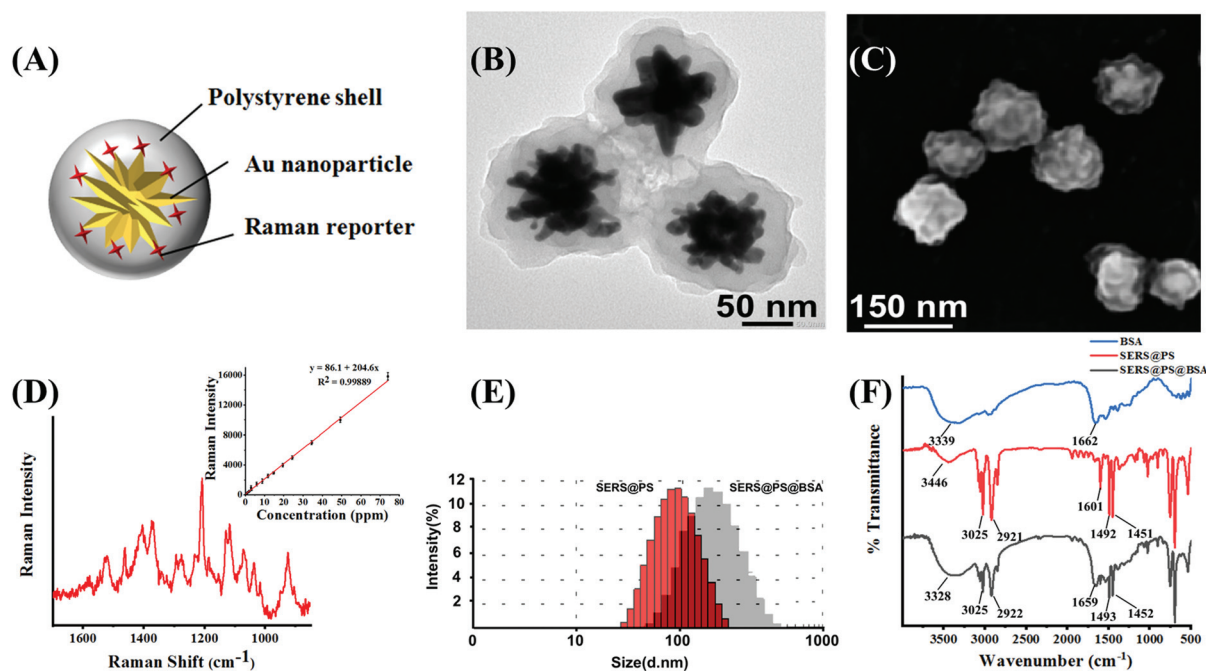 (A)
Polystyrene shell
Au nanoparticle
Raman reporter
(B)
50 nm
(C)
150 nm
(D)
Raman Intensity
1600 1400 1200 1000
Raman Shift (cm-1)
Raman Intensity
16000
12000
8000
4000
0
0 10 20 30 40 50 60 70 80
Concentration (ppm)
y = 86.1 + 204.6x
R2 = 0.99889
(E)
Intensity(%)
12
10
8
6
4
2
SERS@PS
SERS@PS@BSA
0 10 100 1000
Size(d.nm)
(F)
BSA
SERS@PS
SERS@PS@BSA
% Transmittance
3339
1662
3446
1601
3025
2921
1492
1451
3328
3025
2922
1659
1493
1452
4000 3500 3000 2500 2000 1500 1000 500
Wavenumber (cm-1)